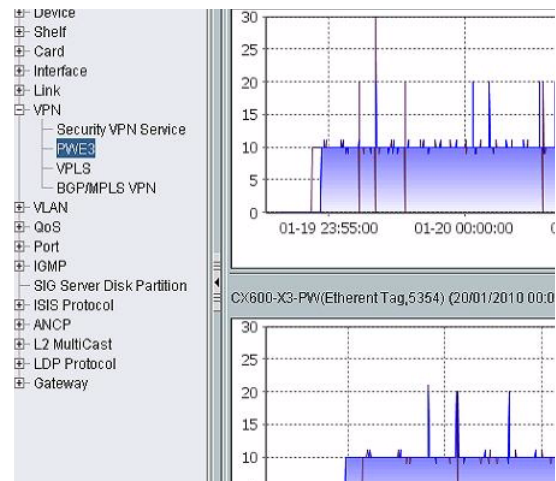 Device
Shelf
Card
Interface
Link
VPN
Security VPN Service
PWE3
VPLS
BGP/MPLS VPN
VLAN
QoS
Port
IGMP
SIG Server Disk Partition
ISIS Protocol
ANCP
L2 MultiCast
LDP Protocol
Gateway
30
25
20
15
10
5
0
01-19 23:55:00 01-20 00:00:00
CX600-X3-PW(Etherent Tag,5354) (20/01/2010 00:0
30
25
20
15
10